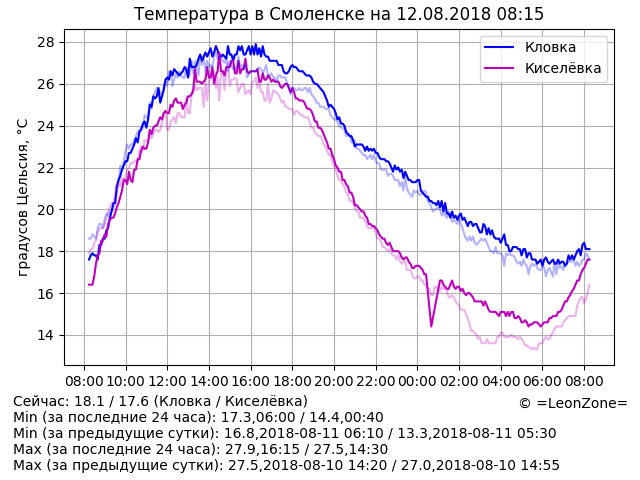 Температура в Смоленске на 12.08.2018 08:15
28
26
24
22
20
18
16
14
градусов Цельсия, °C
Кловка
Киселёвка
08:00 10:00 12:00 14:00 16:00 18:00 20:00 22:00 00:00 02:00 04:00 06:00 08:00
Сейчас: 18.1 / 17.6 (Кловка / Киселёвка)
© =LeonZone=
Min (за последние 24 часа): 17.3,06:00 / 14.4,00:40
Min (за предыдущие сутки): 16.8,2018-08-11 06:10 / 13.3,2018-08-11 05:30
Max (за последние 24 часа): 27.9,16:15 / 27.5,14:30
Max (за предыдущие сутки): 27.5,2018-08-10 14:20 / 27.0,2018-08-10 14:55